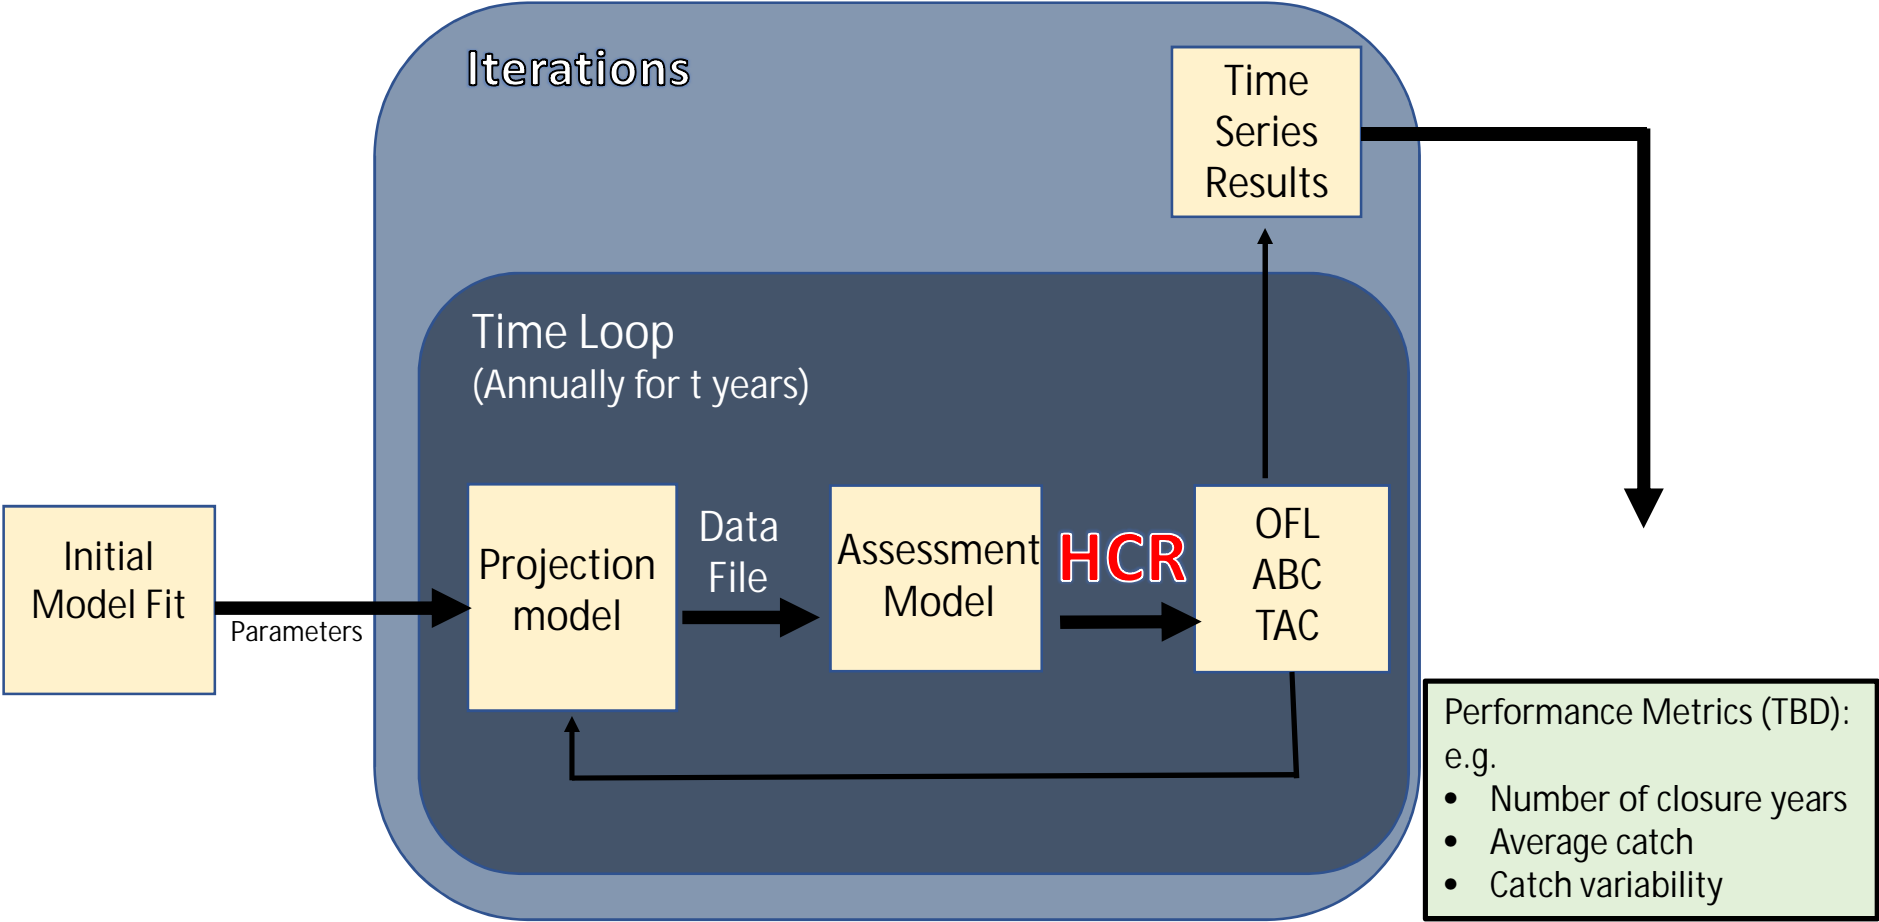 Iterations
Time
Series
Results
Time Loop
(Annually for t years)
Initial
Model Fit
Parameters
Projection
model
Data
File
Assessment
Model
HCR
OFL
ABC
TAC
Performance Metrics (TBD):
e.g.
• Number of closure years
• Average catch
• Catch variability